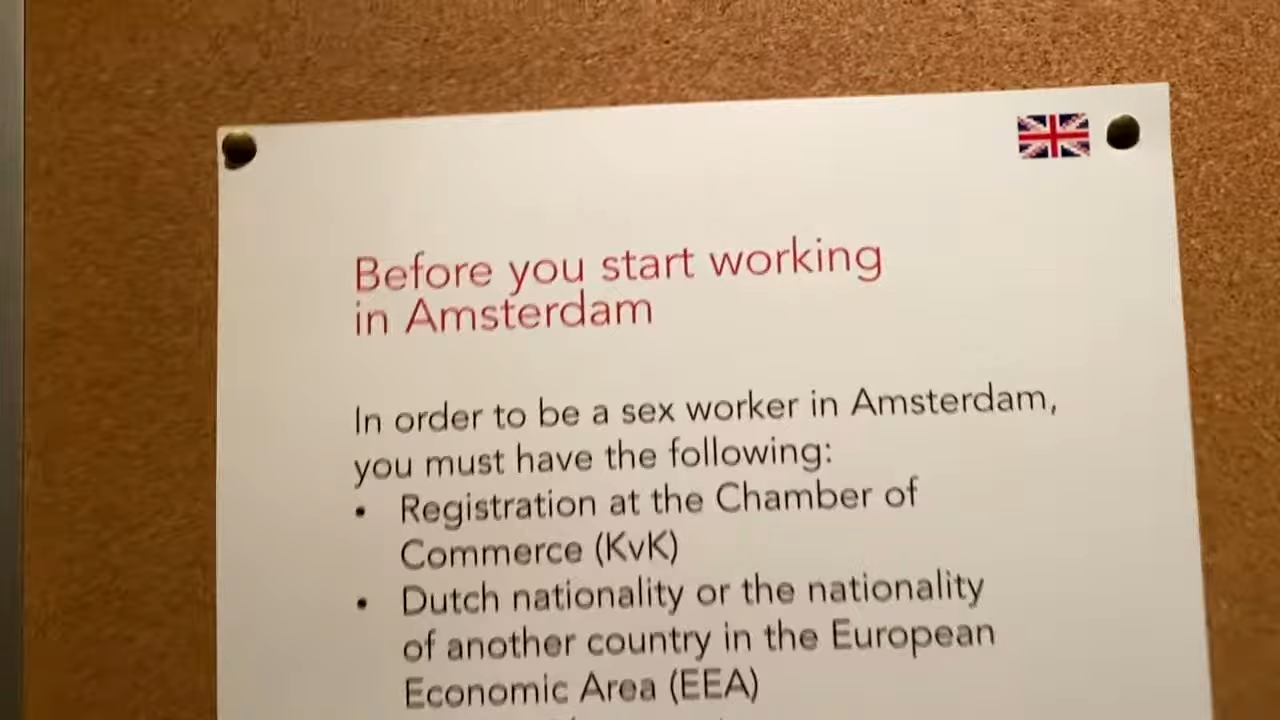 Before you start working
in Amsterdam
In order to be a sex worker in Amsterdam,
you must have the following:
• Registration at the Chamber of
Commerce (KvK)
• Dutch nationality or the nationality
of another country in the European
Economic Area (EEA)